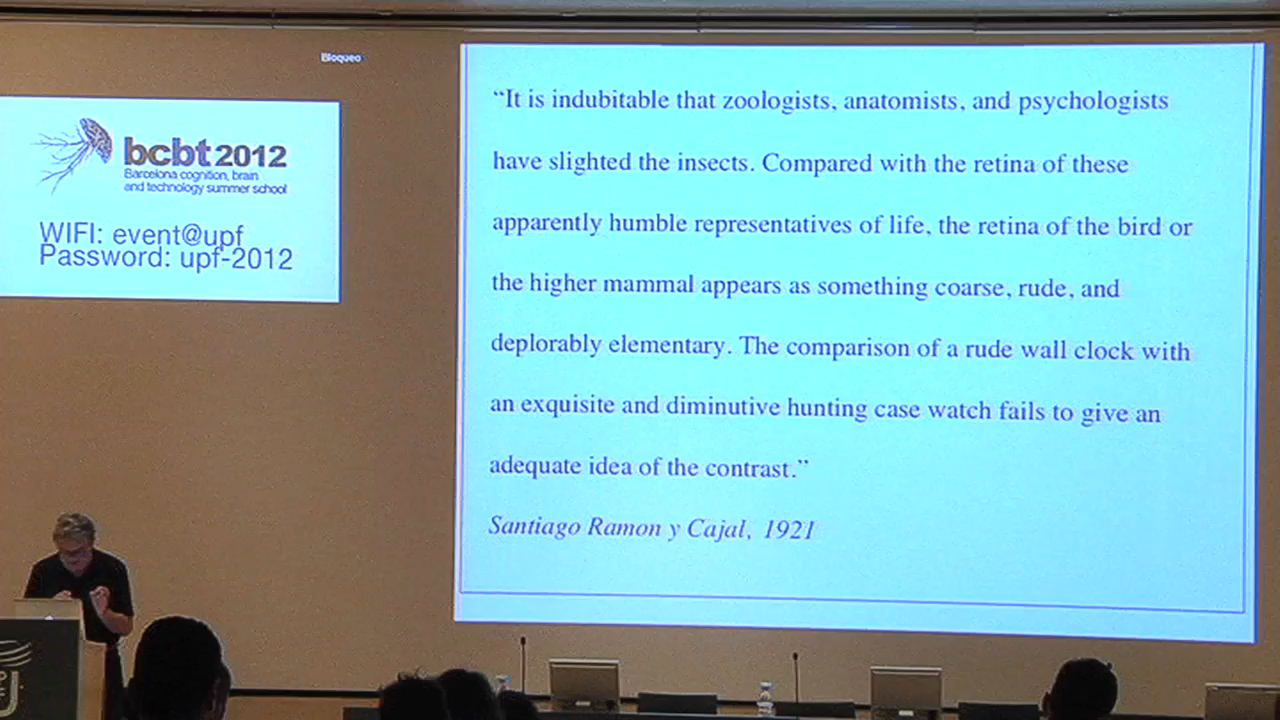 Bloqueo
bcbt 2012
Barcelona cognition, brain
and technology summer school
WIFI: event@upf
Password: upf-2012
“It is indubitable that zoologists, anatomists, and psychologists
have slighted the insects. Compared with the retina of these
apparently humble representatives of life, the retina of the bird or
the higher mammal appears as something coarse, rude, and
deplorably elementary. The comparison of a rude wall clock with
an exquisite and diminutive hunting case watch fails to give an
adequate idea of the contrast.”
Santiago Ramon y Cajal, 1921